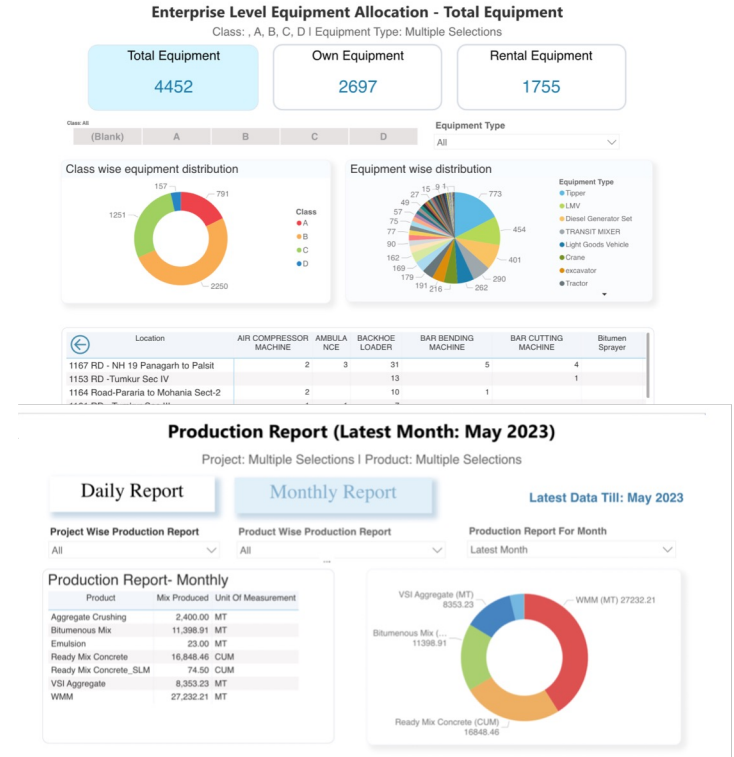 Enterprise Level Equipment Allocation - Total Equipment
Class: , A, B, C, D I Equipment Type: Multiple Selections
Total Equipment Own Equipment Rental Equipment
4452 2697 1755
Class: All
Equipment Type
(Blank) A B C D
All
Class wise equipment distribution
157
791
1251
2250
Class
A
B
C
D
Equipment wise distribution
773
454
401
290
262
216
191
179
169
162
90
77
75
57
49
27
15
9
1
Equipment Type
Tipper
LMV
Diesel Generator Set
TRANSIT MIXER
Light Goods Vehicle
Crane
excavator
Tractor
Location AIR COMPRESSOR MACHINE AMBULA NCE BACKHOE LOADER BAR BENDING MACHINE BAR CUTTING MACHINE Bitumen Sprayer
1167 RD - NH 19 Panagarh to Palsit 2 3 31 5 4
1153 RD -Tumkur Sec IV 13 1
1164 Road-Pararia to Mohania Sect-2 2 10 1
Production Report (Latest Month: May 2023)
Project: Multiple Selections I Product: Multiple Selections
Daily Report Monthly Report
Latest Data Till: May 2023
Project Wise Production Report Product Wise Production Report Production Report For Month
All All Latest Month
Production Report- Monthly
Product Mix Produced Unit Of Measurement
Aggregate Crushing 2,400.00 MT
Bitumenous Mix 11,398.91 MT
Emulsion 23.00 MT
Ready Mix Concrete 16,848.46 CUM
Ready Mix Concrete_SLM 74.50 CUM
VSI Aggregate 8,353.23 MT
WMM 27,232.21 MT
VSI Aggregate (MT)
8353.23
WMM (MT) 27232.21
Bitumenous Mix (...
11398.91
Ready Mix Concrete (CUM)
16848.46